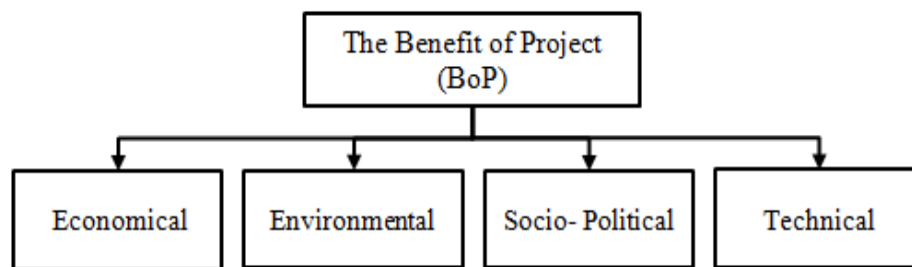 The Benefit of Project
(BoP)
Economical
Environmental
Socio- Political
Technical